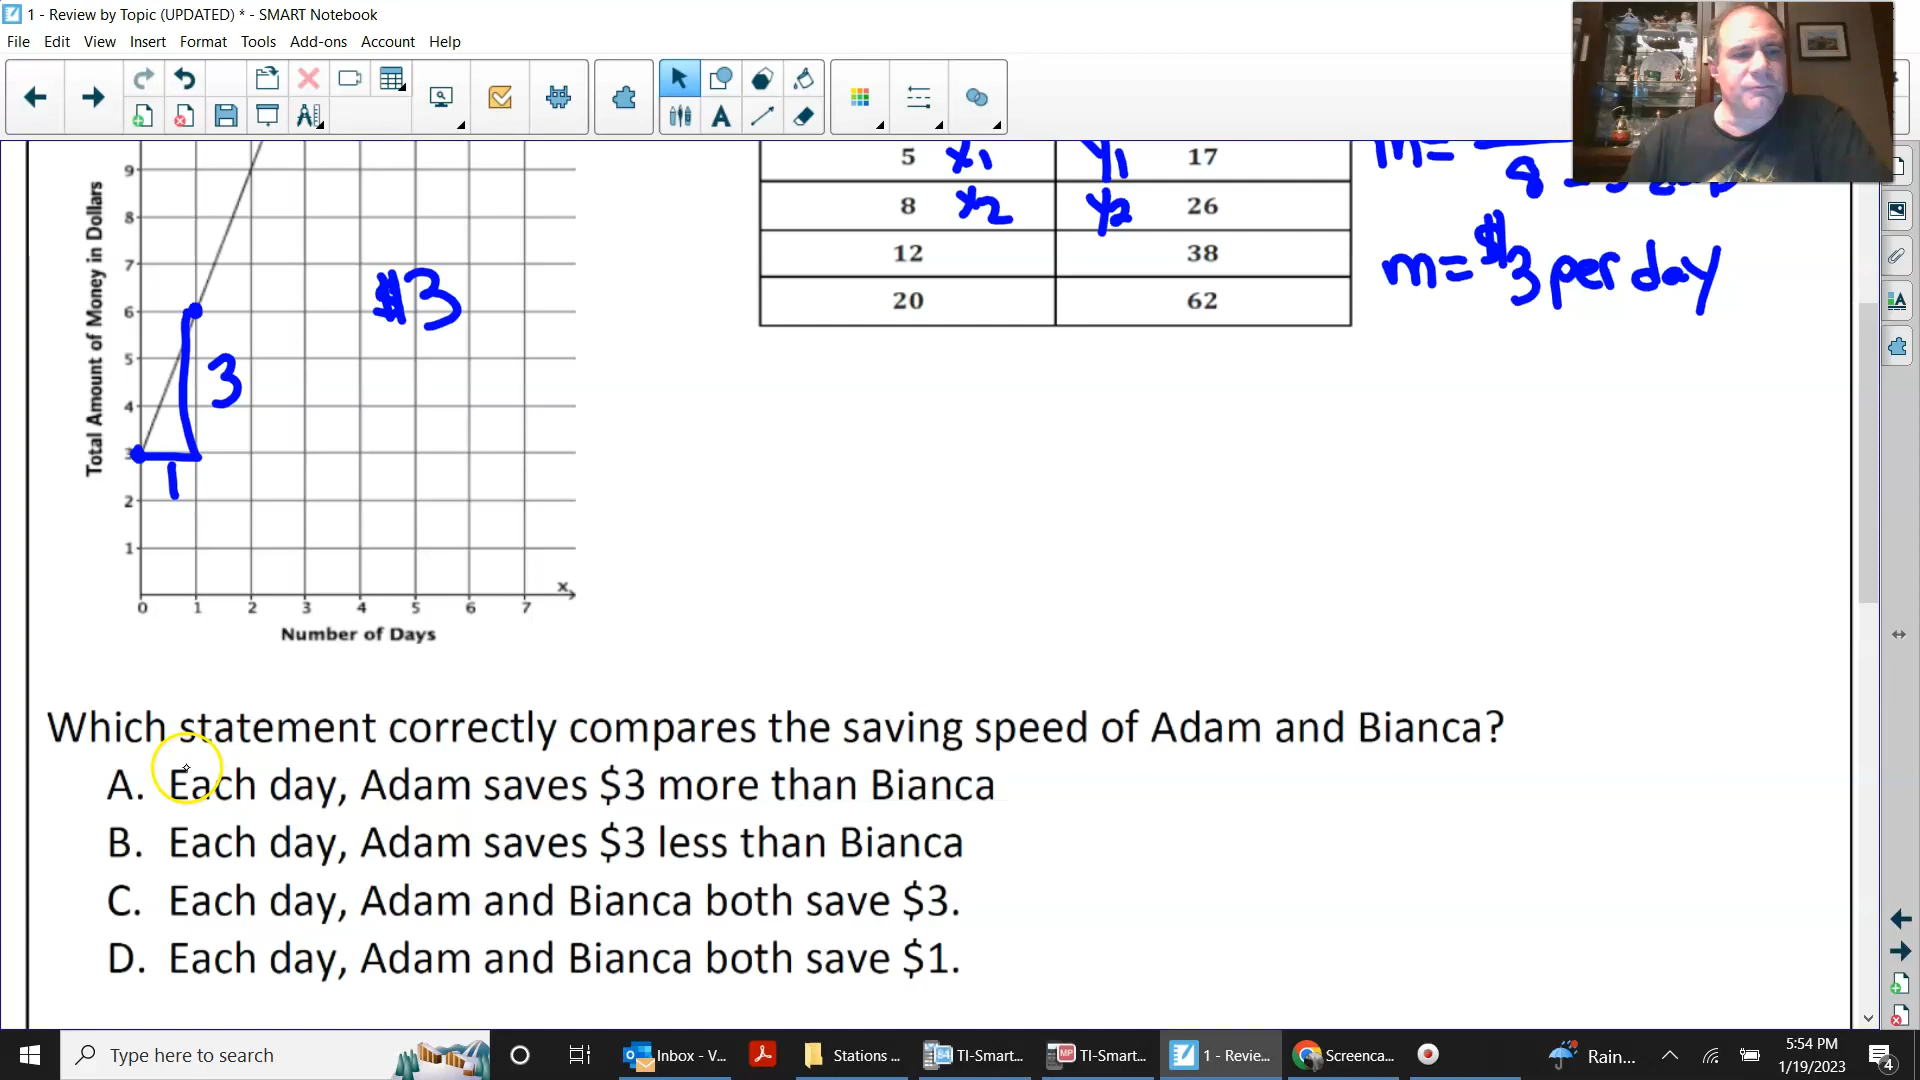 1 - Review by Topic (UPDATED) * - SMART Notebook
File Edit View Insert Format Tools Add-ons Account Help
Total Amount of Money in Dollars
9
8
7
6
5
4
3
2
1
0 1 2 3 4 5 6 7
x
Number of Days
$3
3
1
5 x1 y1 17
8 x2 y2 26
12 38
20 62
m=
8
m= $3 per day
Which statement correctly compares the saving speed of Adam and Bianca?
A. Each day, Adam saves $3 more than Bianca
B. Each day, Adam saves $3 less than Bianca
C. Each day, Adam and Bianca both save $3.
D. Each day, Adam and Bianca both save $1.
Type here to search
Inbox - V...
Stations ...
TI-Smart...
TI-Smart...
1 - Revie...
Screenca...
Rain...
5:54 PM
1/19/2023
4